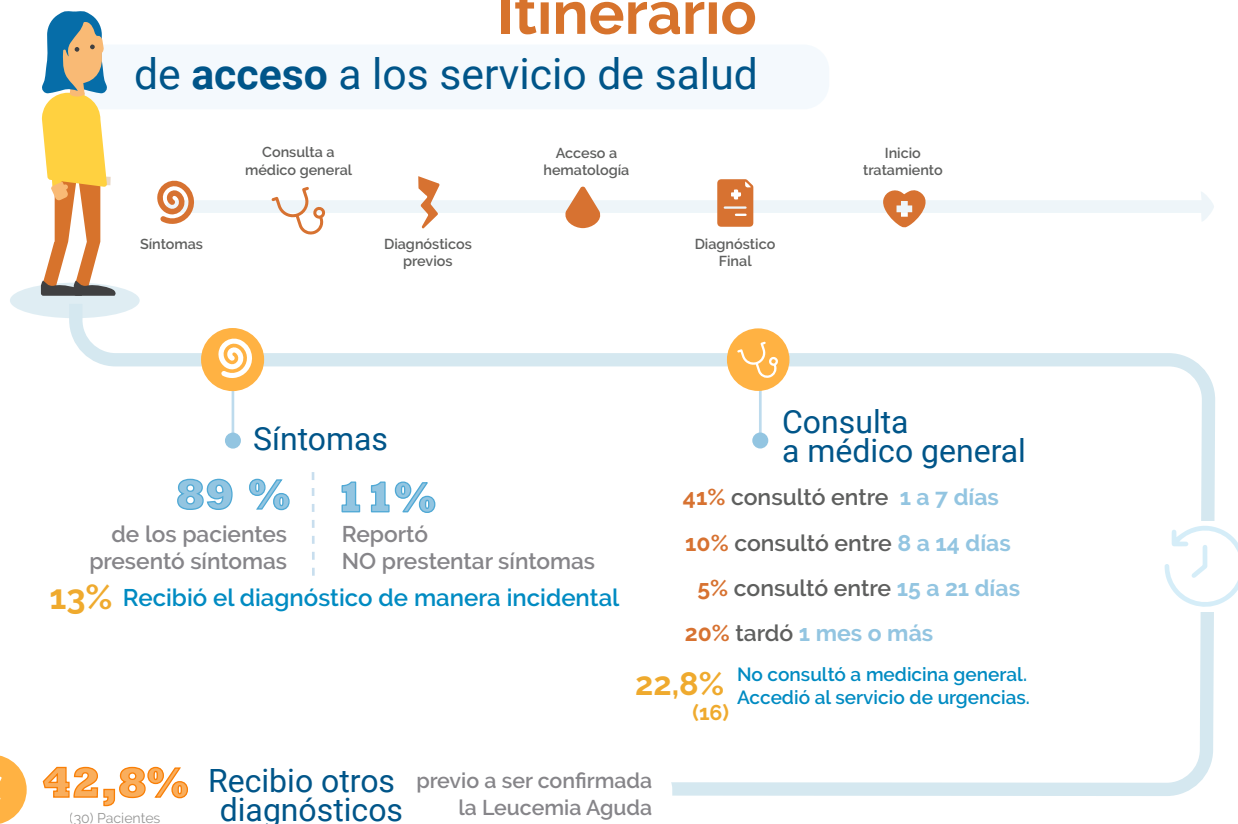 Itinerario
de acceso a los servicio de salud
Consulta a
médico general
Acceso a
hematología
Inicio
tratamiento
Síntomas
Diagnósticos
previos
Diagnóstico
Final
Síntomas
89 %
de los pacientes
presentó síntomas
11%
Reportó
NO prestentar síntomas
13% Recibió el diagnóstico de manera incidental
Consulta
a médico general
41% consultó entre 1 a 7 días
10% consultó entre 8 a 14 días
5% consultó entre 15 a 21 días
20% tardó 1 mes o más
22,8%
(16)
No consultó a medicina general.
Accedió al servicio de urgencias.
42,8%
(30) Pacientes
Recibio otros
diagnósticos
previo a ser confirmada
la Leucemia Aguda